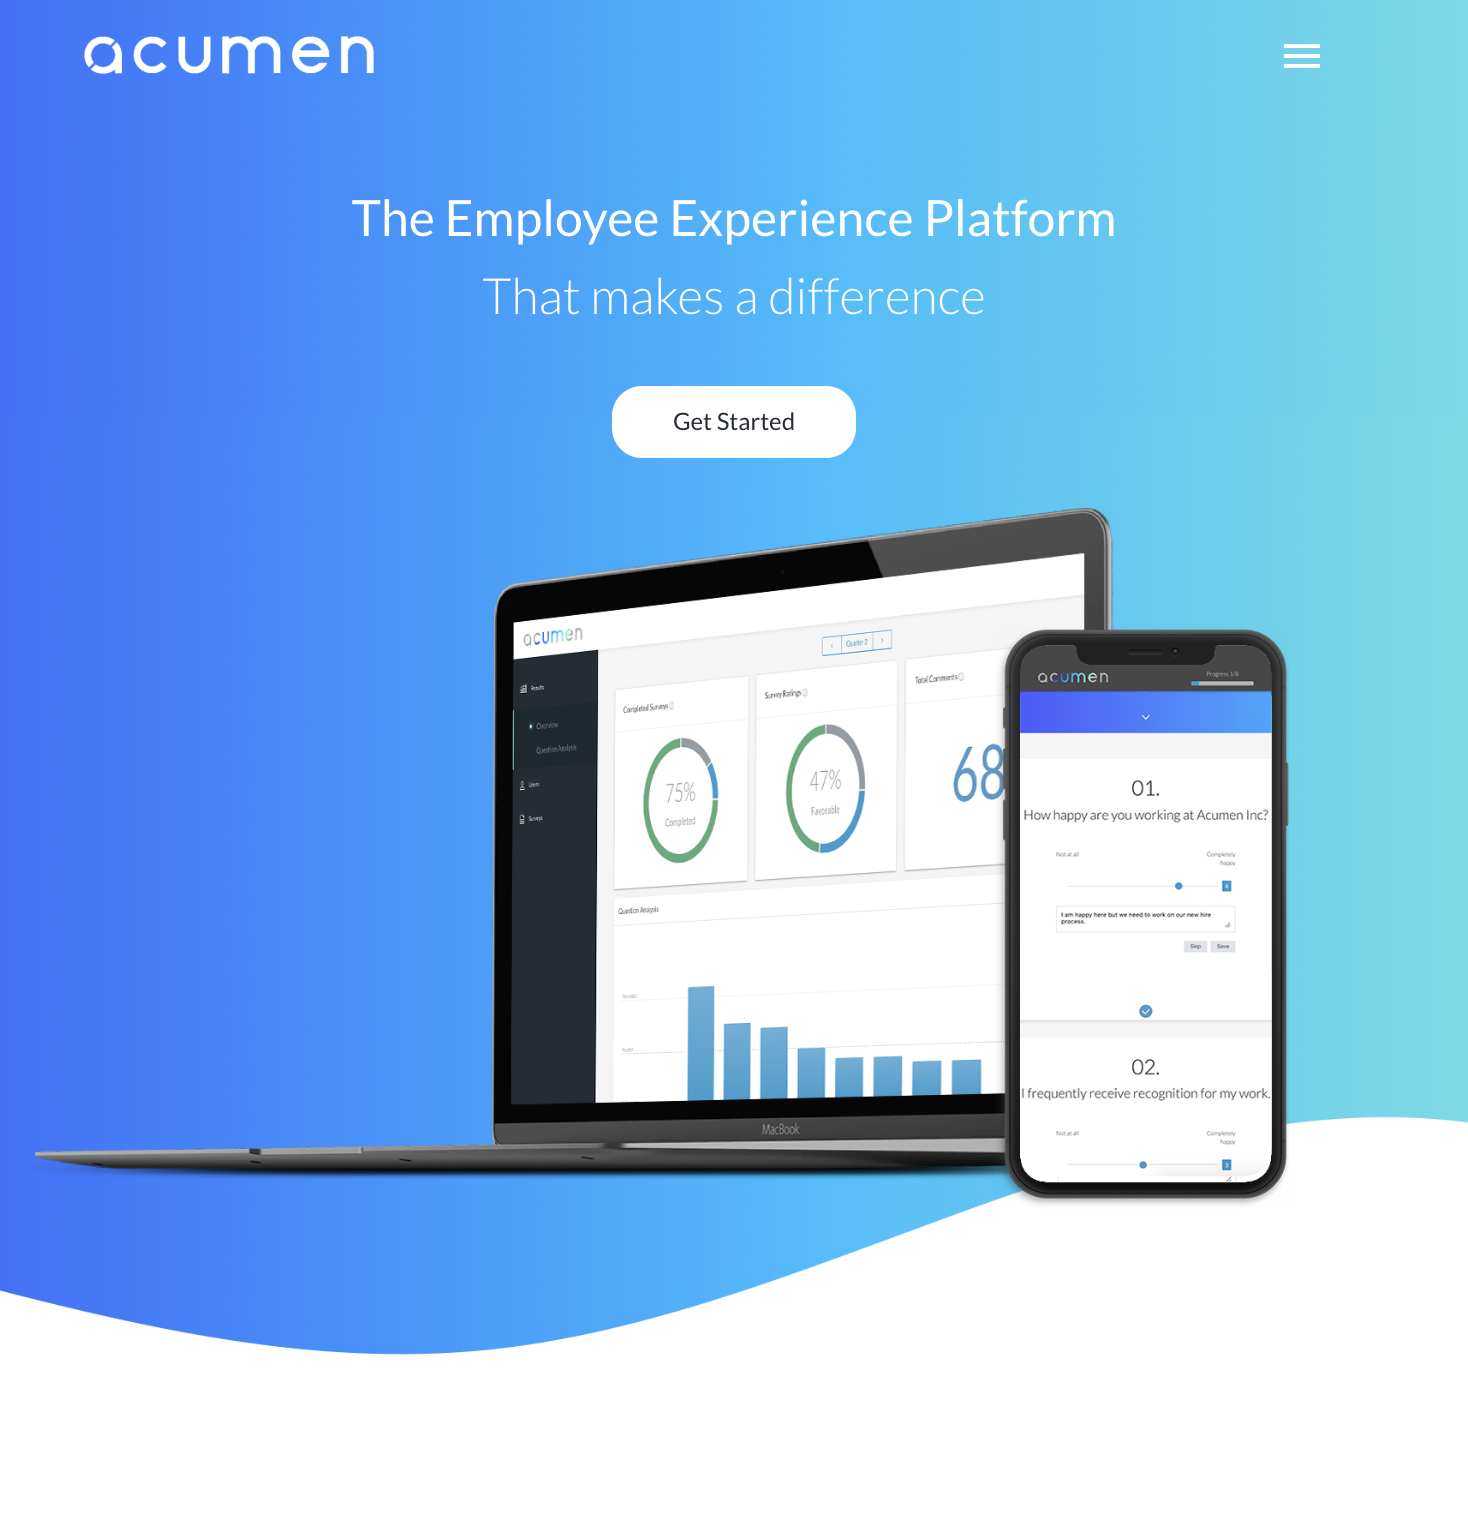 acumen
The Employee Experience Platform
That makes a difference
Get Started
acumen
Quarter 2
Results
Overview
Question Analysis
Users
Surveys
Completed Surveys
75%
Completed
Survey Ratings
47%
Favorable
Total Comments
68
Question Analysis
MacBook
acumen
Progress 1/8
01.
How happy are you working at Acumen Inc?
Not at all
Completely
happy
4
I am happy here but we need to work on our new hire
process.
Skip Save
02.
I frequently receive recognition for my work.
Not at all
Completely
happy
3